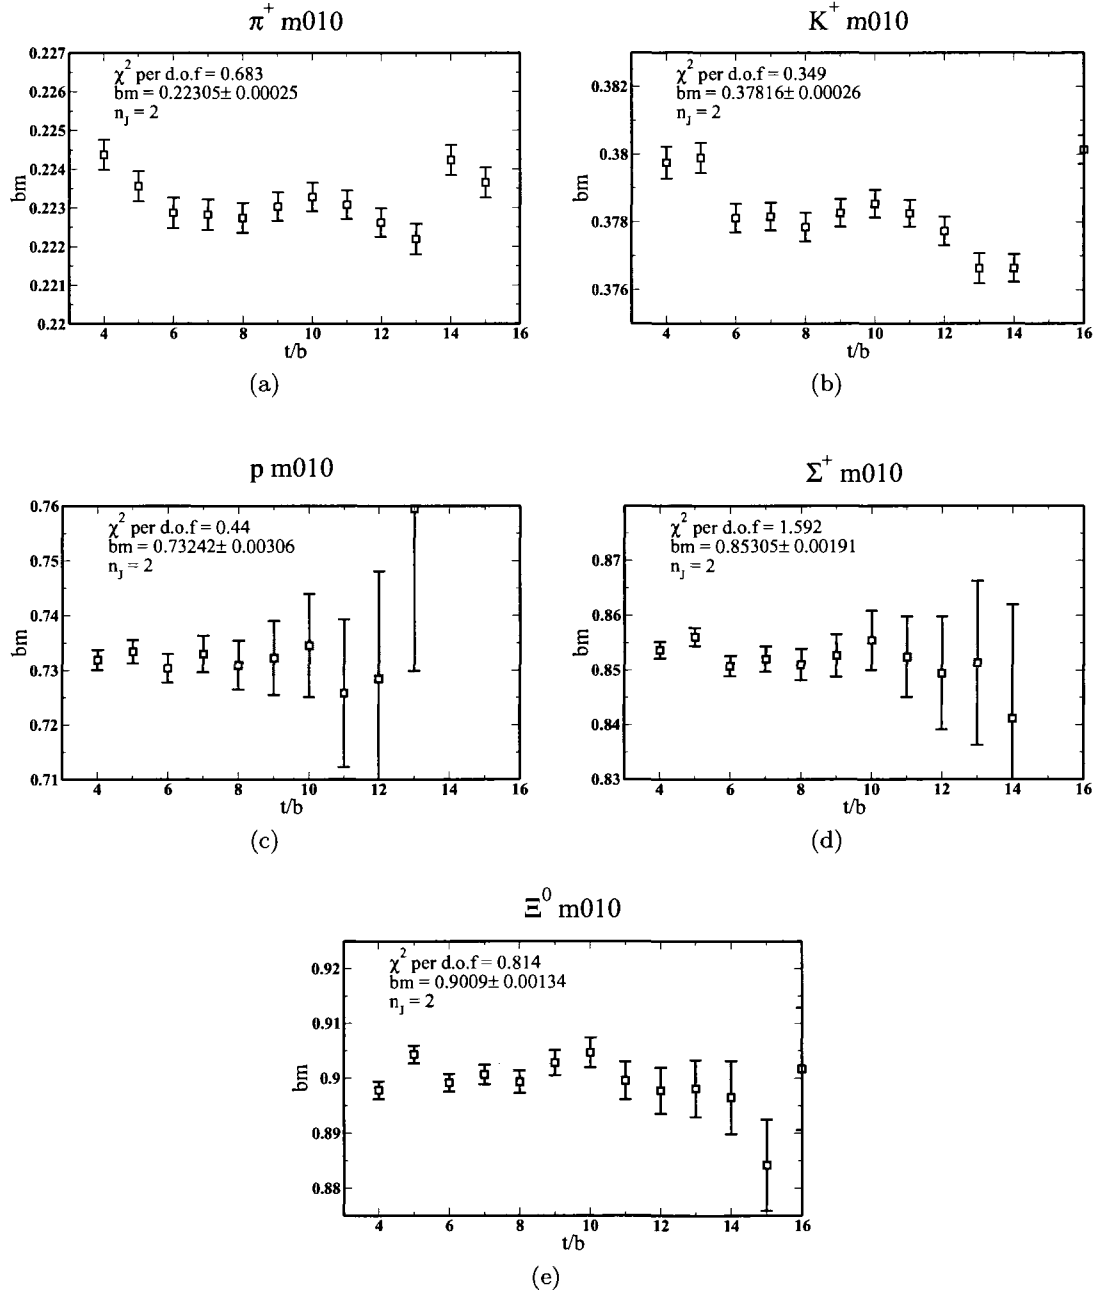 π⁺ m010
χ² per d.o.f = 0.683
bm = 0.22305± 0.00025
n_J = 2
0.227
0.226
0.225
0.224
0.223
0.222
0.221
0.22
bm
4 6 8 10 12 14 16
t/b
(a)
K⁺ m010
χ² per d.o.f = 0.349
bm = 0.37816± 0.00026
n_J = 2
0.382
0.38
0.378
0.376
bm
4 6 8 10 12 14 16
t/b
(b)
p m010
χ² per d.o.f = 0.44
bm = 0.73242± 0.00306
n_J = 2
0.76
0.75
0.74
0.73
0.72
0.71
bm
4 6 8 10 12 14 16
t/b
(c)
Σ⁺ m010
χ² per d.o.f = 1.592
bm = 0.85305± 0.00191
n_J = 2
0.87
0.86
0.85
0.84
0.83
bm
4 6 8 10 12 14 16
t/b
(d)
Ξ⁰ m010
χ² per d.o.f = 0.814
bm = 0.9009± 0.00134
n_J = 2
0.92
0.91
0.9
0.89
0.88
bm
4 6 8 10 12 14 16
t/b
(e)